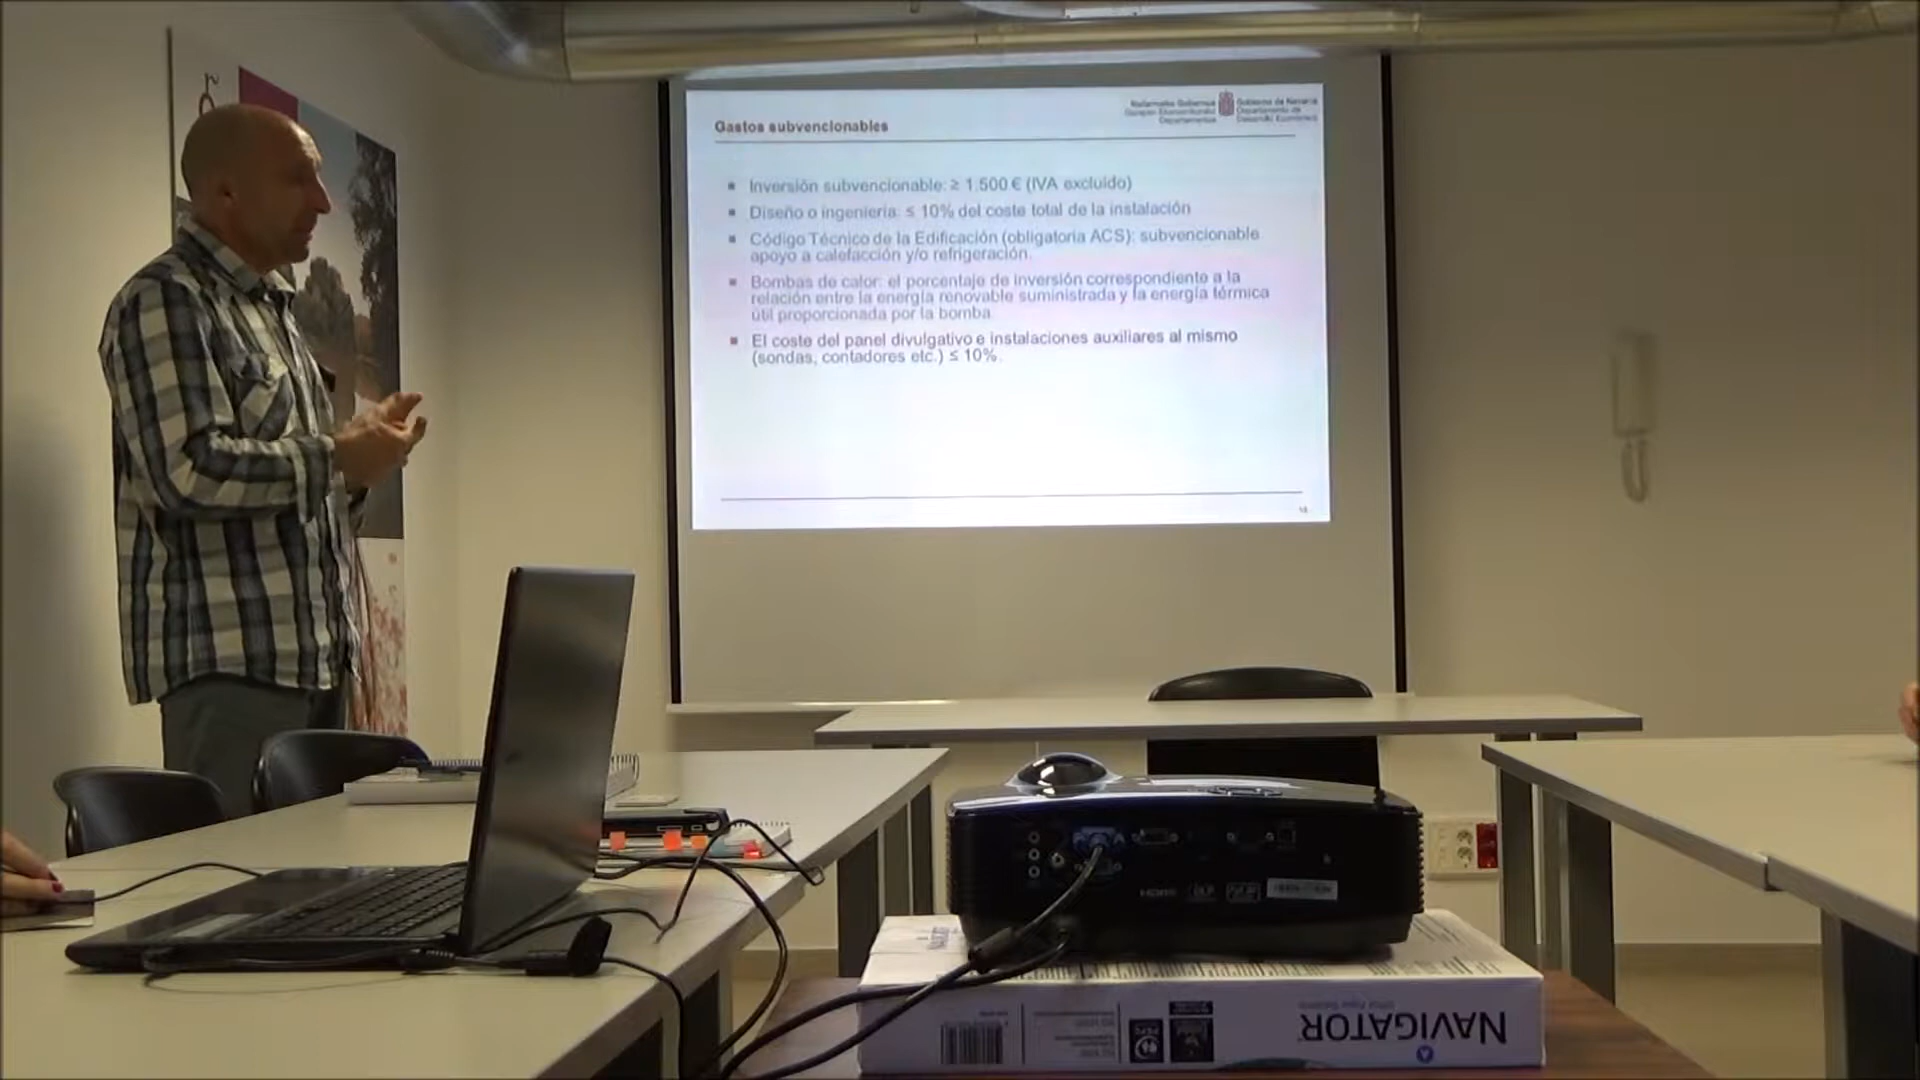 Gastos subvencionables
Gobierno de Navarra
Departamento de
Desarrollo Económico
Inversión subvencionable: ≥ 1.500 € (IVA excluido)
Diseño o ingeniería: ≤ 10% del coste total de la instalación
Código Técnico de la Edificación (obligatoria ACS): subvencionable
apoyo a calefacción y/o refrigeración.
Bombas de calor: el porcentaje de inversión correspondiente a la
relación entre la energía renovable suministrada y la energía térmica
útil proporcionada por la bomba.
El coste del panel divulgativo e instalaciones auxiliares al mismo
(sondas, contadores etc.) ≤ 10%.
HDMI
DLP
NAVIGATOR